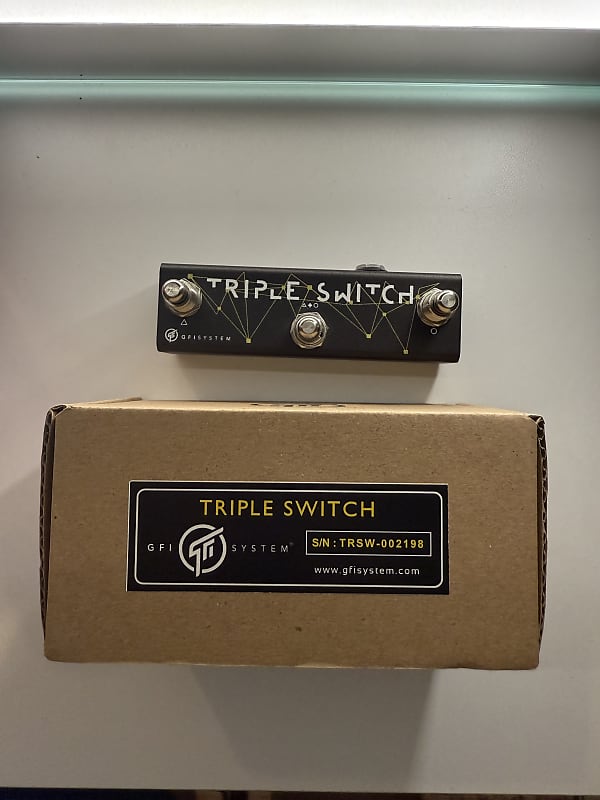 TRIPLE SWITCH
GFISYSTEM
TRIPLE SWITCH
GFI SYSTEM
S/N : TRSW-002198
www.gfisystem.com